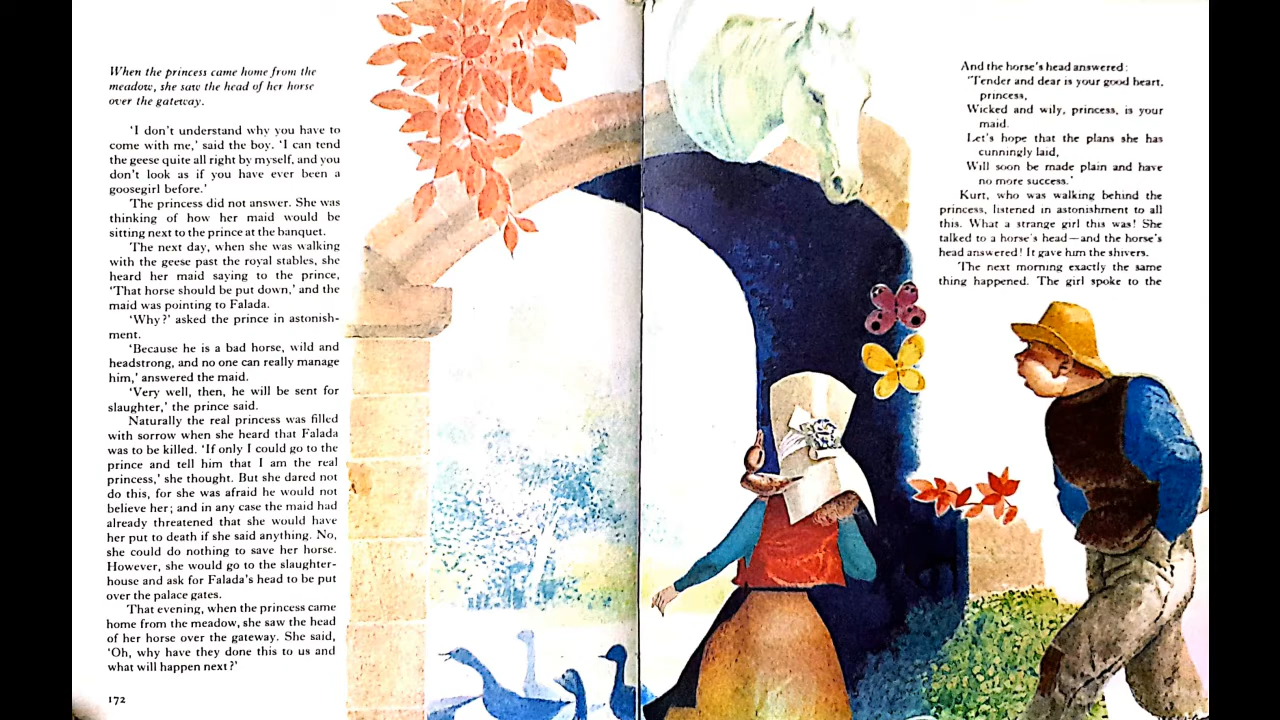 When the princess came home from the
meadow, she saw the head of her horse
over the gateway.
'I don't understand why you have to
come with me,' said the boy. 'I can tend
the geese quite all right by myself, and you
don't look as if you have ever been a
goosegirl before.'
The princess did not answer. She was
thinking of how her maid would be
sitting next to the prince at the banquet.
The next day, when she was walking
with the geese past the royal stables, she
heard her maid saying to the prince,
'That horse should be put down,' and the
maid was pointing to Falada.
'Why?' asked the prince in astonish-
ment.
'Because he is a bad horse, wild and
headstrong, and no one can really manage
him,' answered the maid.
'Very well, then, he will be sent for
slaughter,' the prince said.
Naturally the real princess was filled
with sorrow when she heard that Falada
was to be killed. 'If only I could go to the
prince and tell him that I am the real
princess,' she thought. But she dared not
do this, for she was afraid he would not
believe her; and in any case the maid had
already threatened that she would have
her put to death if she said anything. No,
she could do nothing to save her horse.
However, she would go to the slaughter-
house and ask for Falada's head to be put
over the palace gates.
That evening, when the princess came
home from the meadow, she saw the head
of her horse over the gateway. She said,
'Oh, why have they done this to us and
what will happen next?'
172
And the horse's head answered:
'Tender and dear is your good heart,
princess,
Wicked and wily, princess, is your
maid.
Let's hope that the plans she has
cunningly laid,
Will soon be made plain and have
no more success.'
Kurt, who was walking behind the
princess, listened in astonishment to all
this. What a strange girl this was! She
talked to a horse's head—and the horse's
head answered! It gave him the shivers.
The next morning exactly the same
thing happened. The girl spoke to the